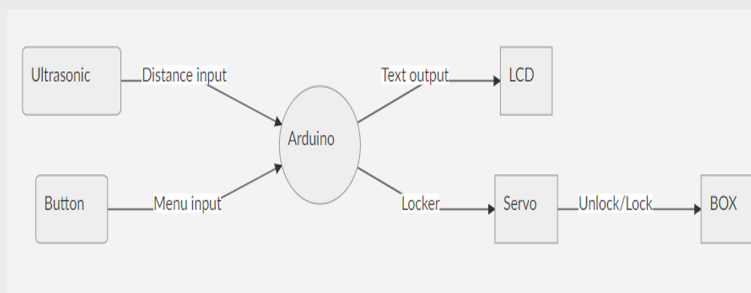 Ultrasonic
Distance input
Text output
LCD
Arduino
Button
Menu input
Locker
Servo
Unlock/Lock
BOX